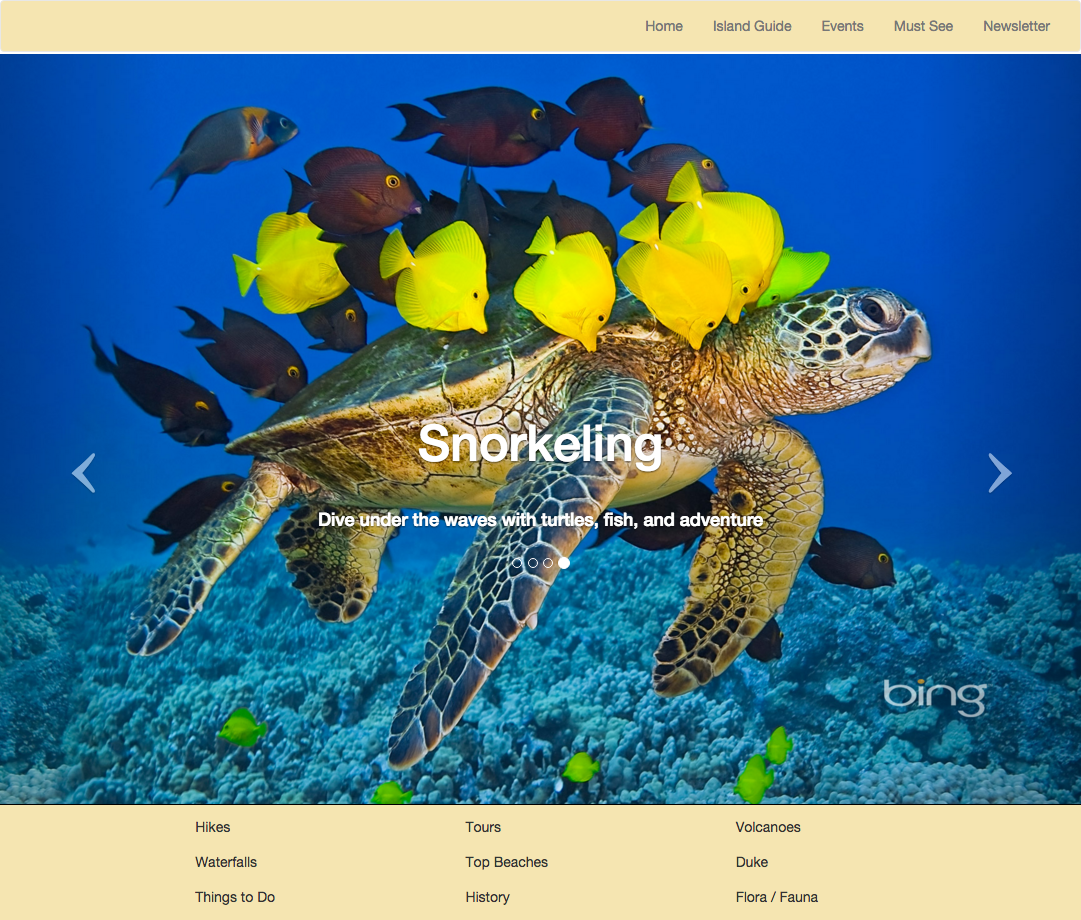 Home Island Guide Events Must See Newsletter
Snorkeling
Dive under the waves with turtles, fish, and adventure
bing
Hikes Tours Volcanoes
Waterfalls Top Beaches Duke
Things to Do History Flora / Fauna